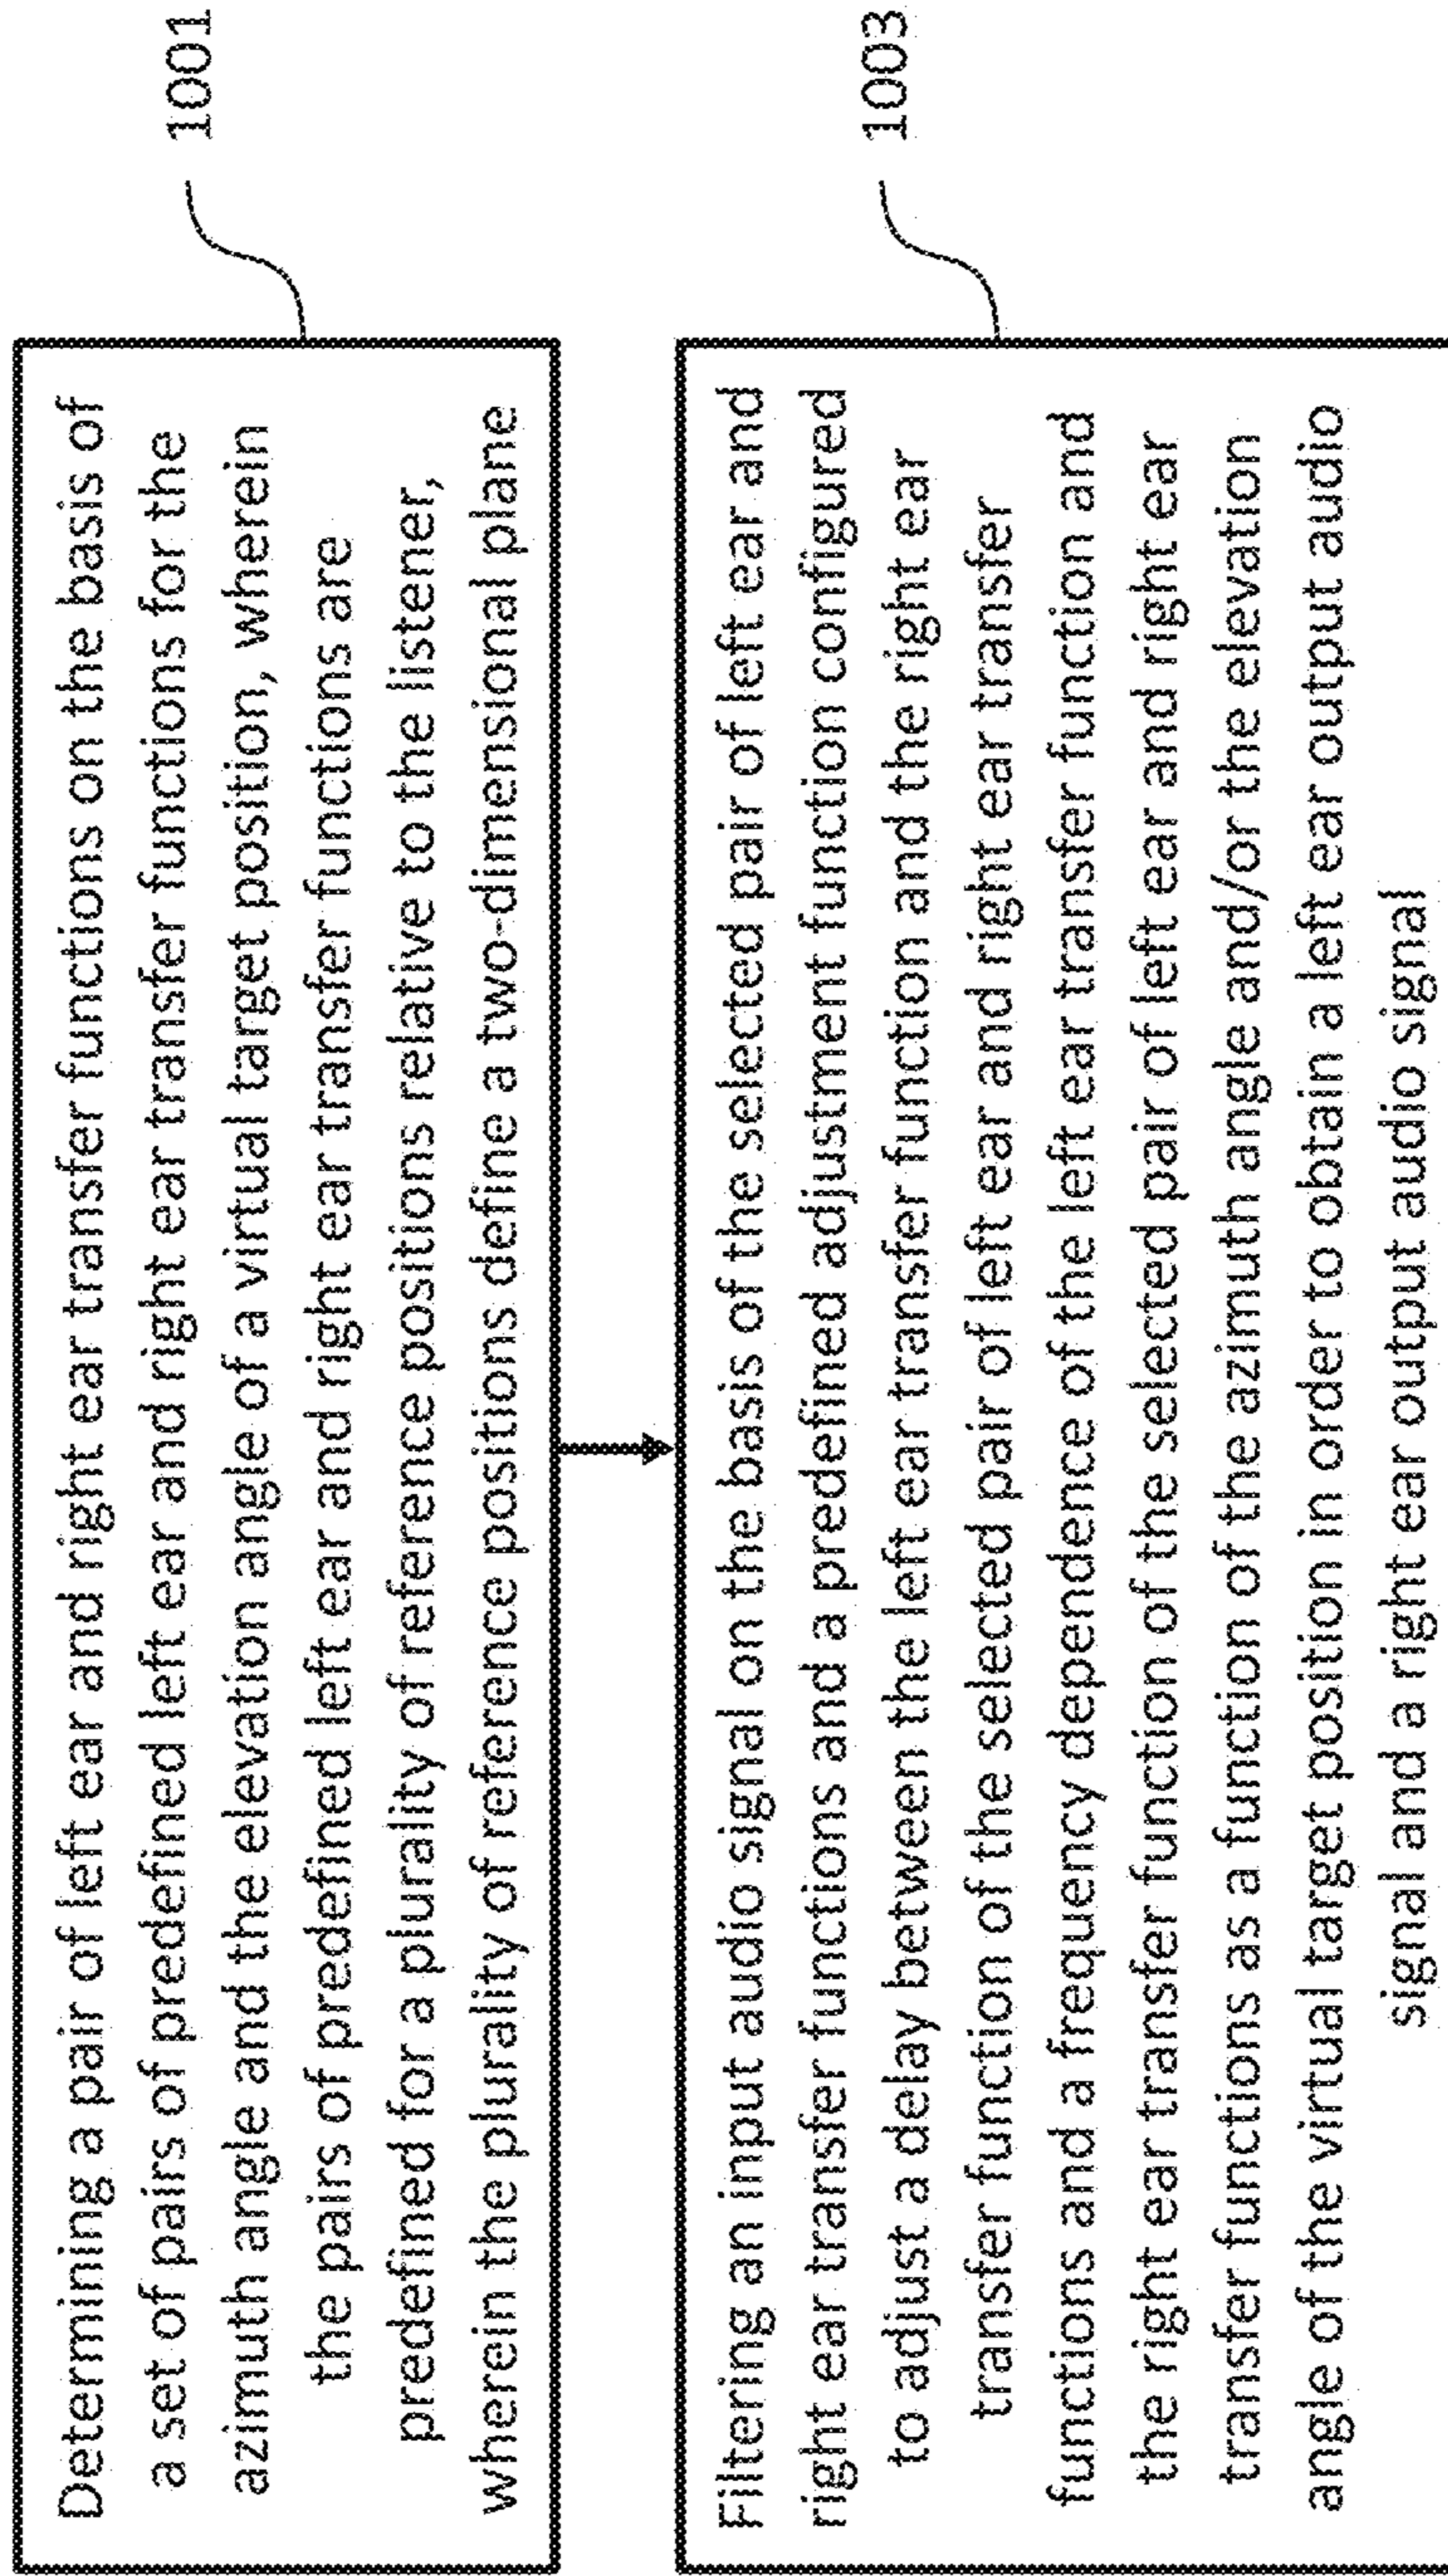 Determining a pair of left ear and right ear transfer functions on the basis of
a set of pairs of predefined left ear and right ear transfer functions for the
azimuth angle and the elevation angle of a virtual target position, wherein
the pairs of predefined left ear and right ear transfer functions are
predefined for a plurality of reference positions relative to the listener,
wherein the plurality of reference positions define a two-dimensional plane
1001
Filtering an input audio signal on the basis of the selected pair of left ear and
right ear transfer functions and a predefined adjustment function configured
to adjust a delay between the left ear transfer function and the right ear
transfer function of the selected pair of left ear and right ear transfer
functions and a frequency dependence of the left ear transfer function and
the right ear transfer function of the selected pair of left ear and right ear
transfer functions as a function of the azimuth angle and/or the elevation
angle of the virtual target position in order to obtain a left ear output audio
signal and a right ear output audio signal
1003